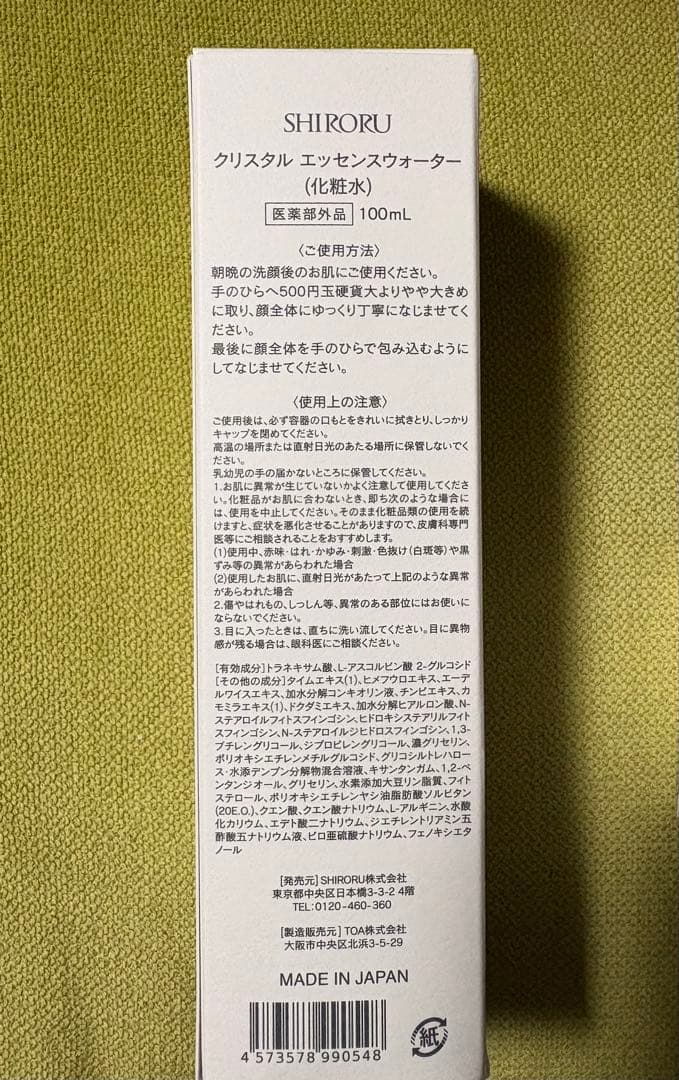 SHIRORU
クリスタル エッセンスウォーター
(化粧水)
医薬部外品 100mL
〈ご使用方法〉
朝晩の洗顔後のお肌にご使用ください。
手のひらへ500円玉硬貨大よりやや大きめ
に取り、顔全体にゆっくり丁寧になじませてく
ださい。
最後に顔全体を手のひらで包み込むように
してなじませてください。
〈使用上の注意〉
ご使用後は、必ず容器の口もとをきれいに拭きとり、しっかり
キャップを閉めてください。
高温の場所または直射日光のあたる場所に保管しないでく
ださい。
乳幼児の手の届かないところに保管してください。
1.お肌に異常が生じていないかよく注意して使用してくださ
い。化粧品がお肌に合わないとき、即ち次のような場合に
は、使用を中止してください。そのまま化粧品類の使用を続
けますと、症状を悪化させることがありますので、皮膚科専門
医等にご相談されることをおすすめします。
(1)使用中、赤味・はれ・かゆみ・刺激・色抜け(白斑等)や黒
ずみ等の異常があらわれた場合
(2)使用したお肌に、直射日光があたって上記のような異常
があらわれた場合
2.傷やはれもの、しっしん等、異常のある部位にはお使いに
ならないでください。
3.目に入ったときは、直ちに洗い流してください。目に異物
感が残る場合は、眼科医にご相談ください。
[有効成分]トラネキサム酸、L-アスコルビン酸 2-グルコシド
[その他の成分]タイムエキス(1)、ヒメフウロエキス、エーデ
ルワイスエキス、加水分解コンキオリン液、チンピエキス、カ
モミラエキス(1)、ドクダミエキス、加水分解ヒアルロン酸、N-
ステアロイルフィトスフィンゴシン、ヒドロキシステアリルフィト
スフィンゴシン、N-ステアロイルジヒドロスフィンゴシン、1,3-
ブチレングリコール、ジプロピレングリコール、濃グリセリン、
ポリオキシエチレンメチルグルコシド、グリコシルトレハロー
ス・水添デンプン分解物混合溶液、キサンタンガム、1,2-ペ
ンタンジオール、グリセリン、水素添加大豆リン脂質、フィト
ステロール、ポリオキシエチレンヤシ油脂肪酸ソルビタン
(20E.O.)、クエン酸、クエン酸ナトリウム、L-アルギニン、水酸
化カリウム、エデト酸二ナトリウム、ジエチレントリアミン五
酢酸五ナトリウム液、ピロ亜硫酸ナトリウム、フェノキシエタ
ノール
[発売元]SHIRORU株式会社
東京都中央区日本橋3-3-2 4階
TEL:0120-460-360
[製造販売元]TOA株式会社
大阪市中央区北浜3-5-29
MADE IN JAPAN
4 573578 990548
紙